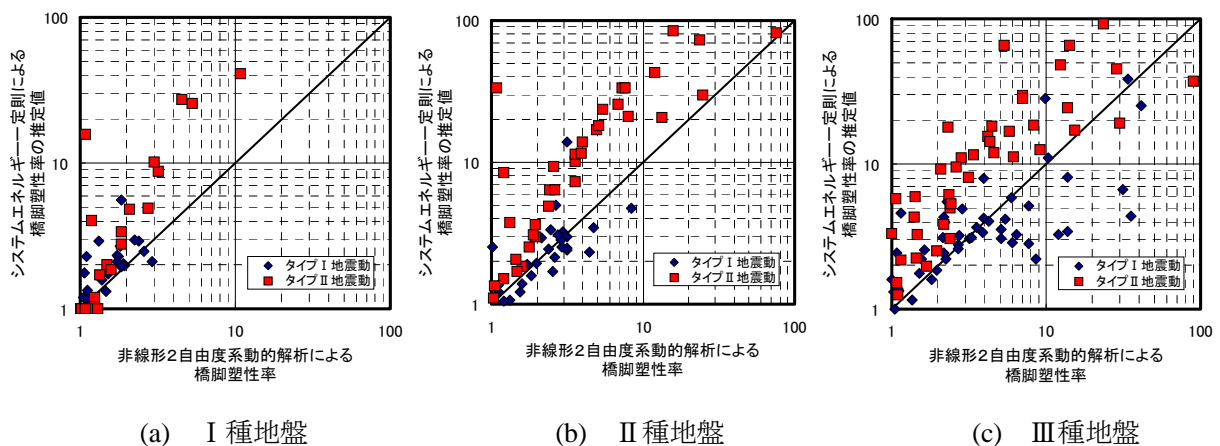 システムエネルギー一定則による
橋脚塑性率の推定値
100
10
1
タイプⅠ地震動
タイプⅡ地震動
1
10
100
非線形2自由度系動的解析による
橋脚塑性率
(a) Ⅰ種地盤
システムエネルギー一定則による
橋脚塑性率の推定値
100
10
1
タイプⅠ地震動
タイプⅡ地震動
1
10
100
非線形2自由度系動的解析による
橋脚塑性率
(b) Ⅱ種地盤
システムエネルギー一定則による
橋脚塑性率の推定値
100
10
1
タイプⅠ地震動
タイプⅡ地震動
1
10
100
非線形2自由度系動的解析による
橋脚塑性率
(c) Ⅲ種地盤